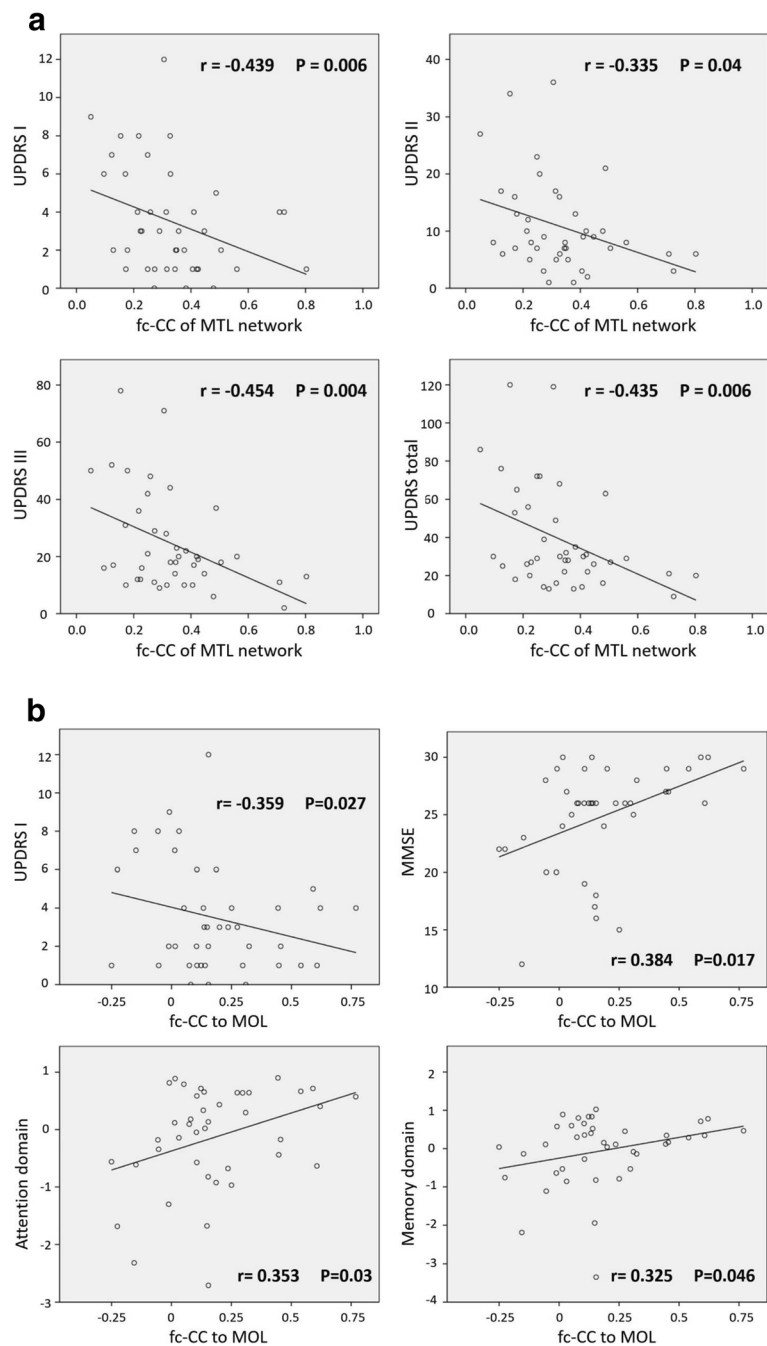 a
r = -0.439 P = 0.006
UPDRS I
12
10
8
6
4
2
0
0.0 0.2 0.4 0.6 0.8 1.0
fc-CC of MTL network
r = -0.335 P = 0.04
UPDRS II
40
30
20
10
0
0.0 0.2 0.4 0.6 0.8 1.0
fc-CC of MTL network
r = -0.454 P = 0.004
UPDRS III
80
60
40
20
0
0.0 0.2 0.4 0.6 0.8 1.0
fc-CC of MTL network
r = -0.435 P = 0.006
UPDRS total
120
100
80
60
40
20
0
0.0 0.2 0.4 0.6 0.8 1.0
fc-CC of MTL network
b
r= -0.359 P=0.027
UPDRS I
12
10
8
6
4
2
0
-0.25 0 0.25 0.5 0.75
fc-CC to MOL
MMSE
30
25
20
15
10
r= 0.384 P=0.017
-0.25 0 0.25 0.5 0.75
fc-CC to MOL
Attention domain
1
0
-1
-2
-3
r= 0.353 P=0.03
-0.25 0 0.25 0.5 0.75
fc-CC to MOL
Memory domain
2
1
0
-1
-2
-3
-4
r= 0.325 P=0.046
-0.25 0 0.25 0.5 0.75
fc-CC to MOL